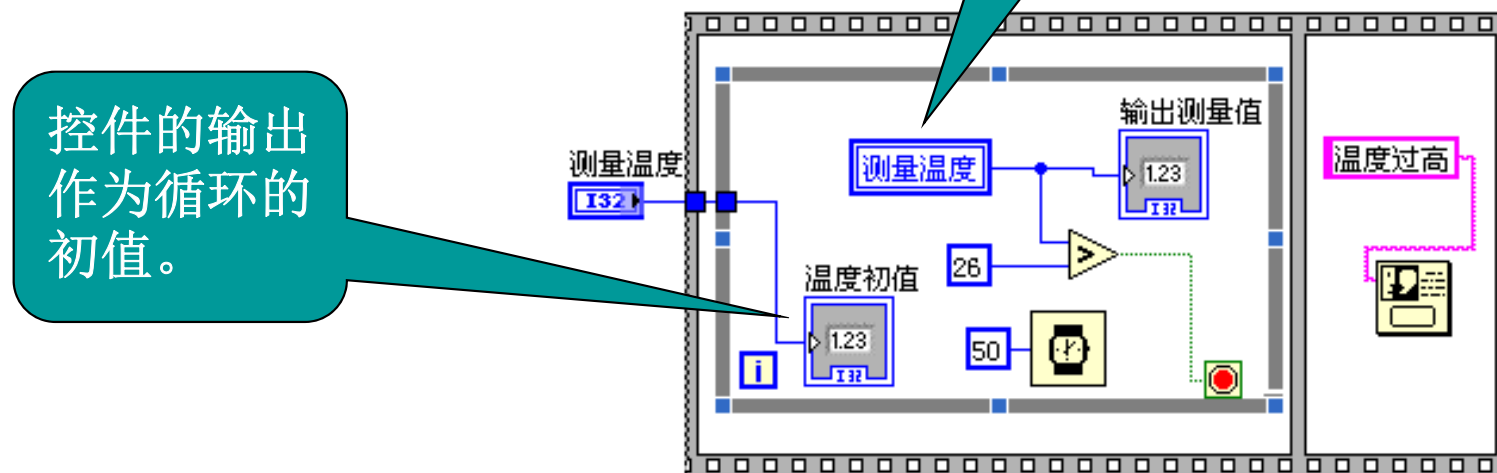 控件的输出
作为循环的
初值。
测量温度
I32
测量温度
输出测量值
1.23
I32
26
>
温度初值
1.23
I32
i
50
温度过高